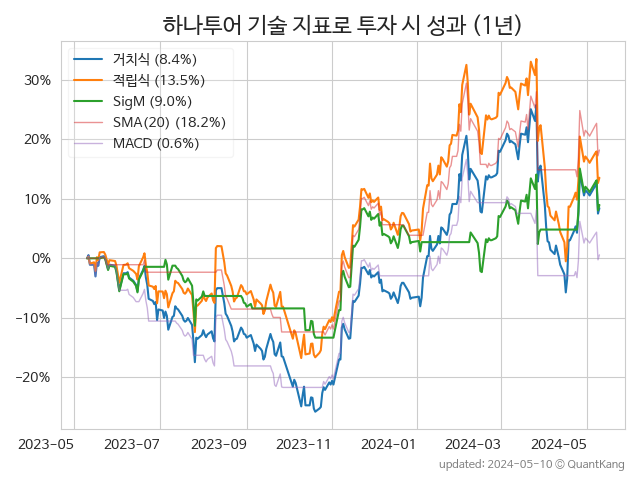 하나투어 기술 지표로 투자 시 성과 (1년)
거치식 (8.4%)
적립식 (13.5%)
SigM (9.0%)
SMA(20) (18.2%)
MACD (0.6%)
30%
20%
10%
0%
−10%
−20%
2023-05 2023-07 2023-09 2023-11 2024-01 2024-03 2024-05
updated: 2024-05-10 © QuantKang